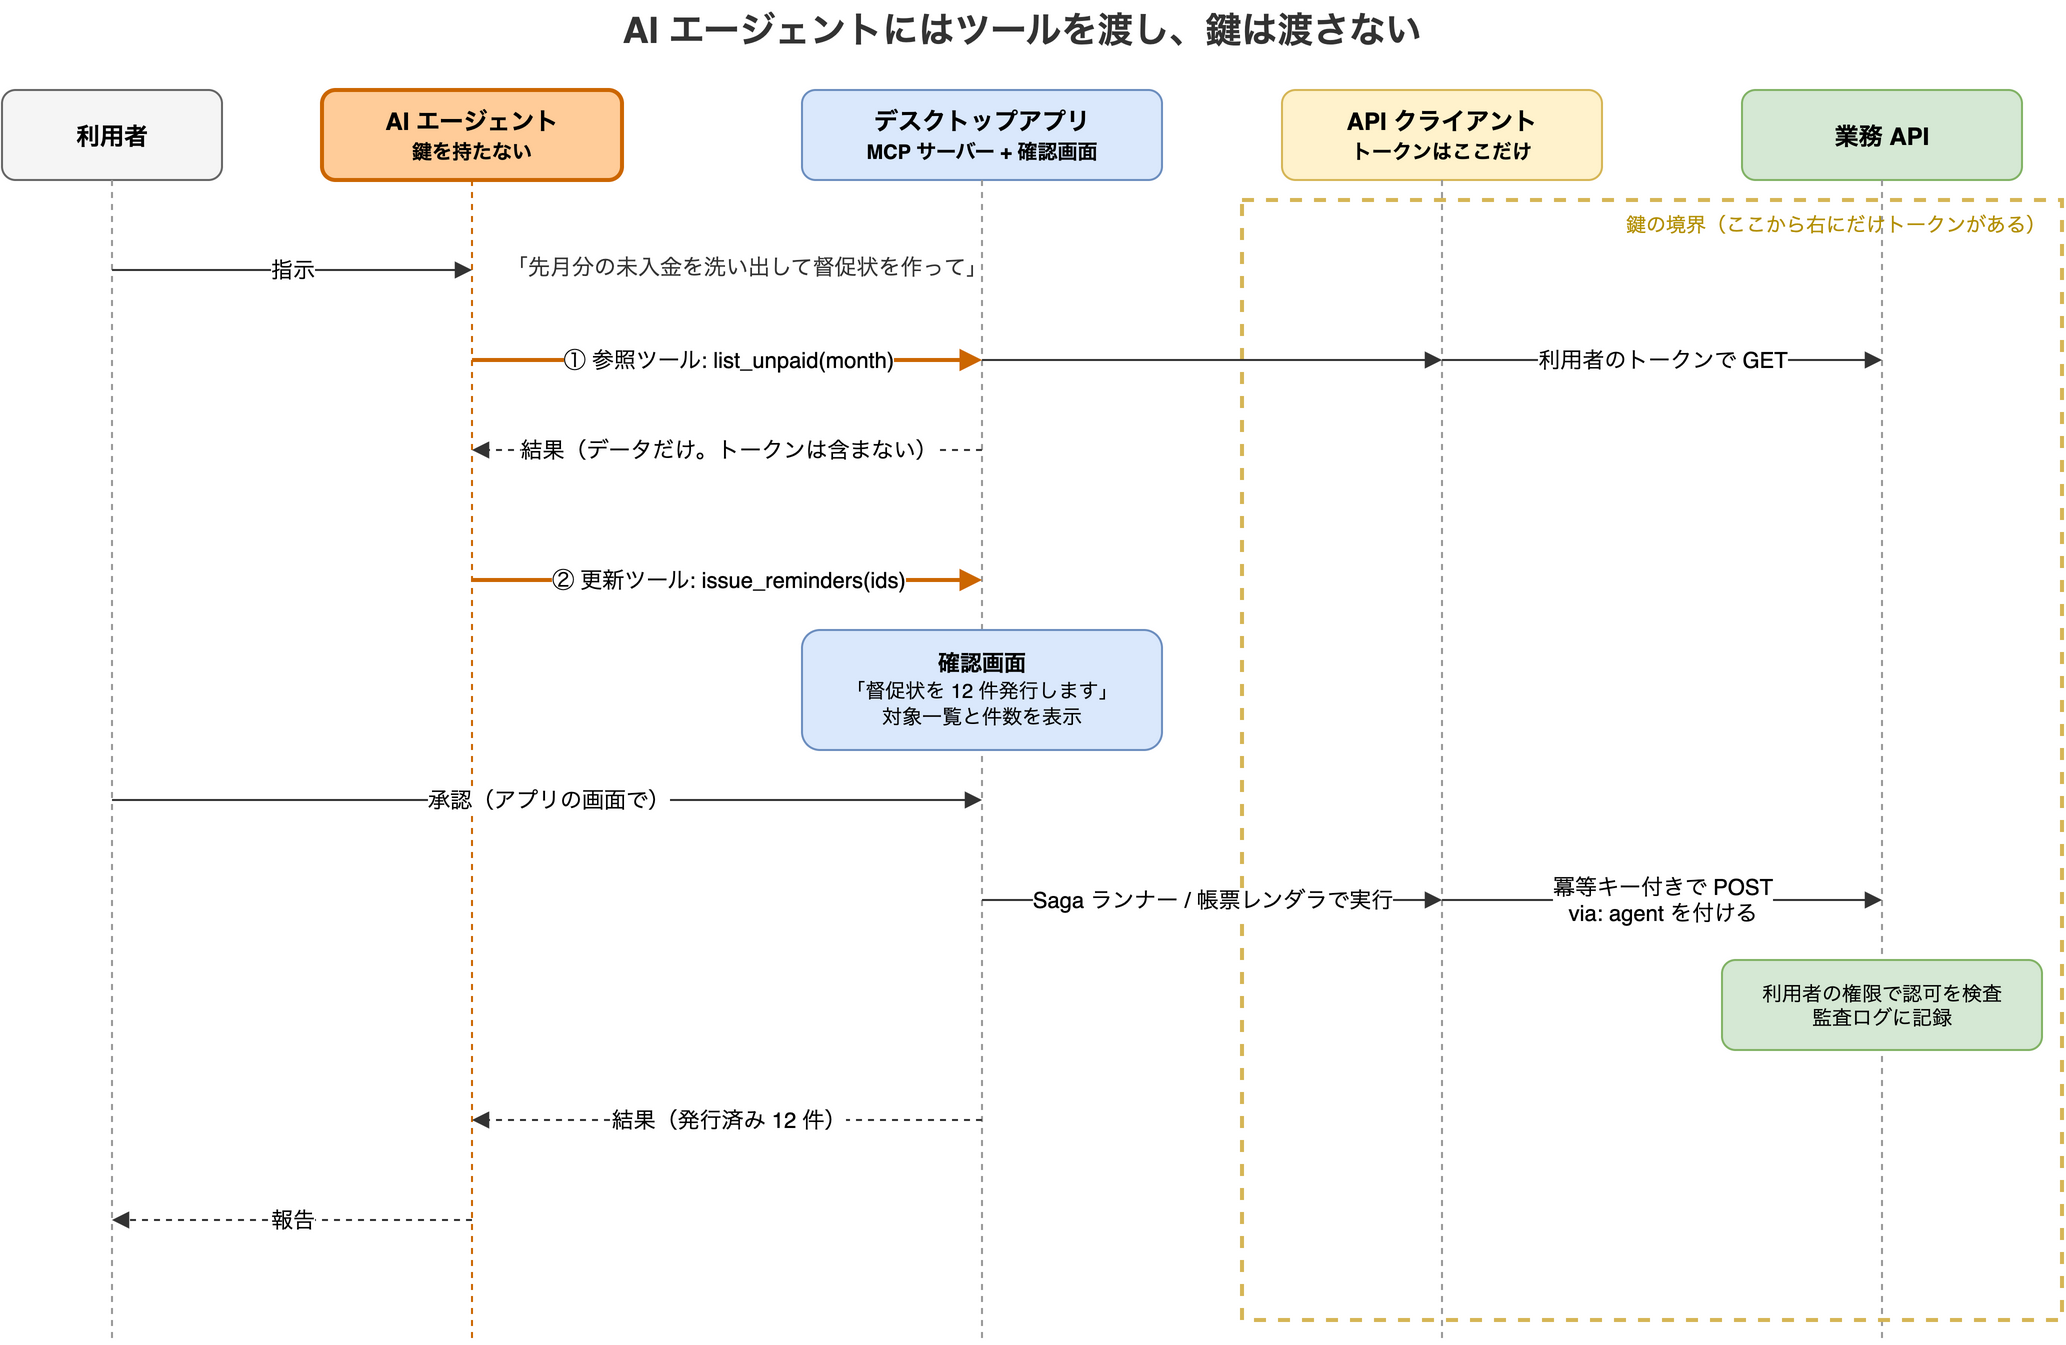 AI エージェントにはツールを渡し、鍵は渡さない
利用者
AI エージェント
鍵を持たない
デスクトップアプリ
MCP サーバー + 確認画面
API クライアント
トークンはここだけ
業務 API
鍵の境界（ここから右にだけトークンがある）
指示
「先月分の未入金を洗い出して督促状を作って」
① 参照ツール: list_unpaid(month)
利用者のトークンで GET
結果（データだけ。トークンは含まない）
② 更新ツール: issue_reminders(ids)
確認画面
「督促状を 12 件発行します」
対象一覧と件数を表示
承認（アプリの画面で）
Saga ランナー / 帳票レンダラで実行
冪等キー付きで POST
via: agent を付ける
利用者の権限で認可を検査
監査ログに記録
結果（発行済み 12 件）
報告